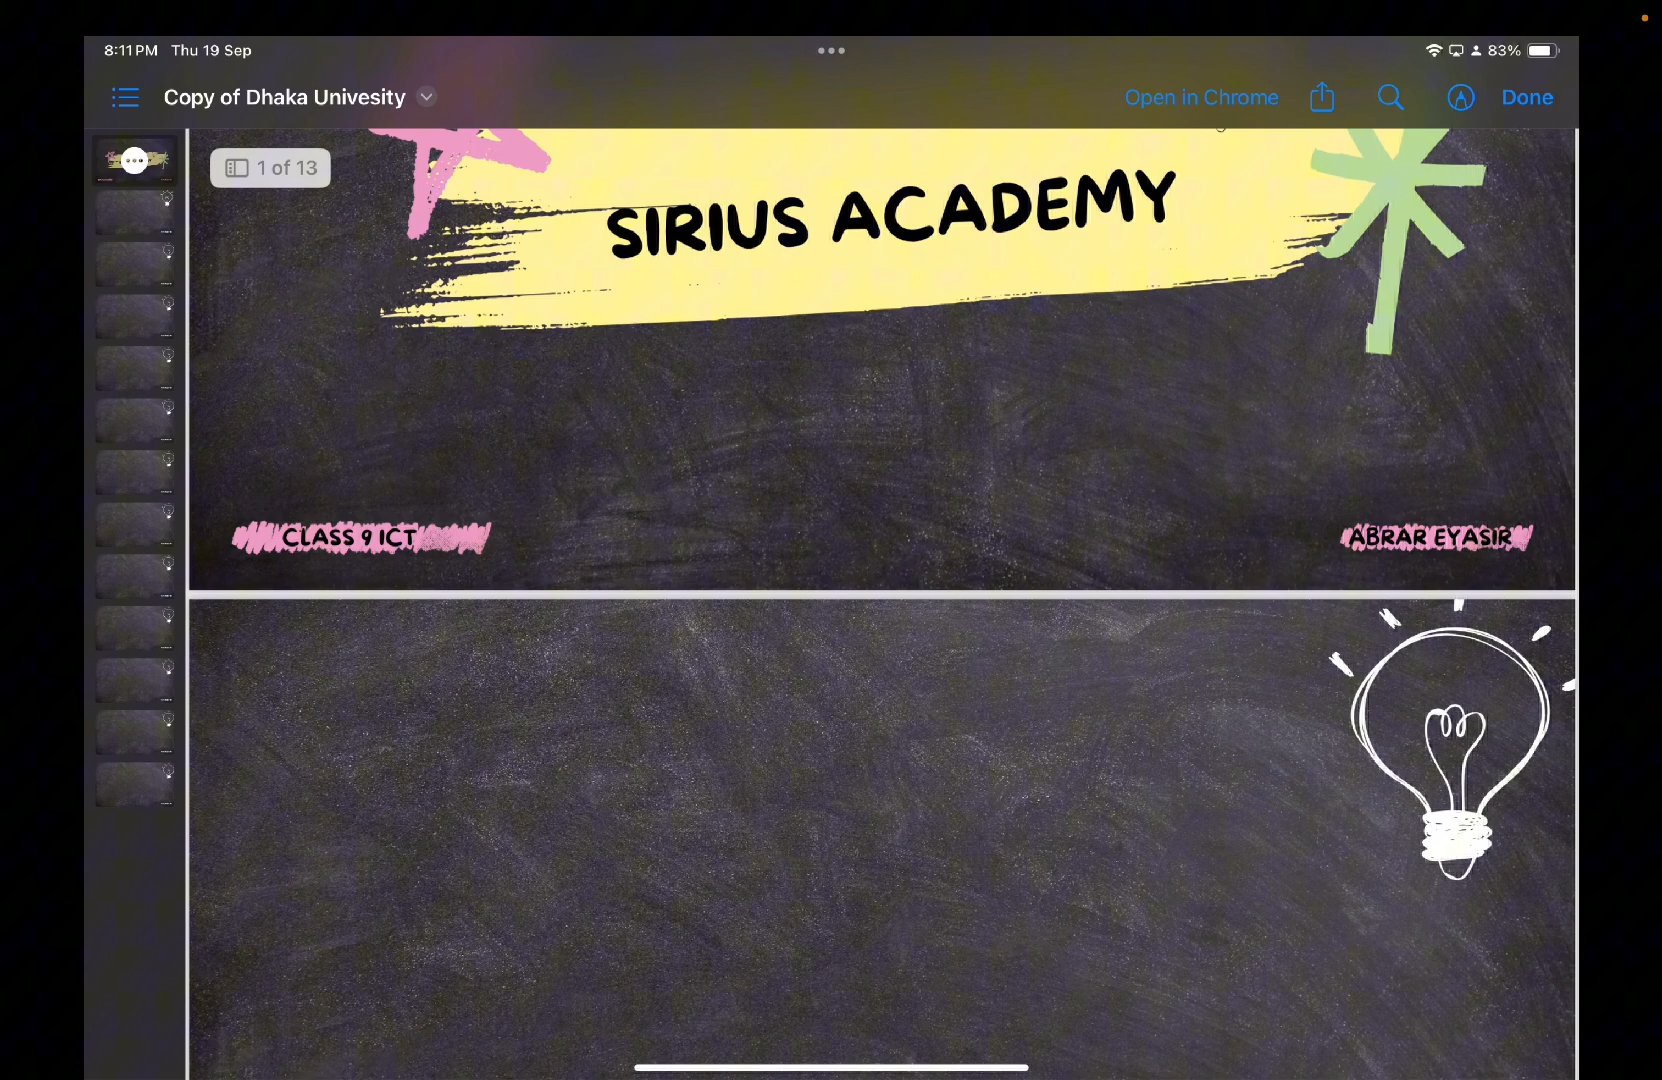 8:11 PM Thu 19 Sep
83%
Copy of Dhaka Univesity
Open in Chrome
Done
1 of 13
SIRIUS ACADEMY
CLASS 9 ICT
ABRAR EYASIR